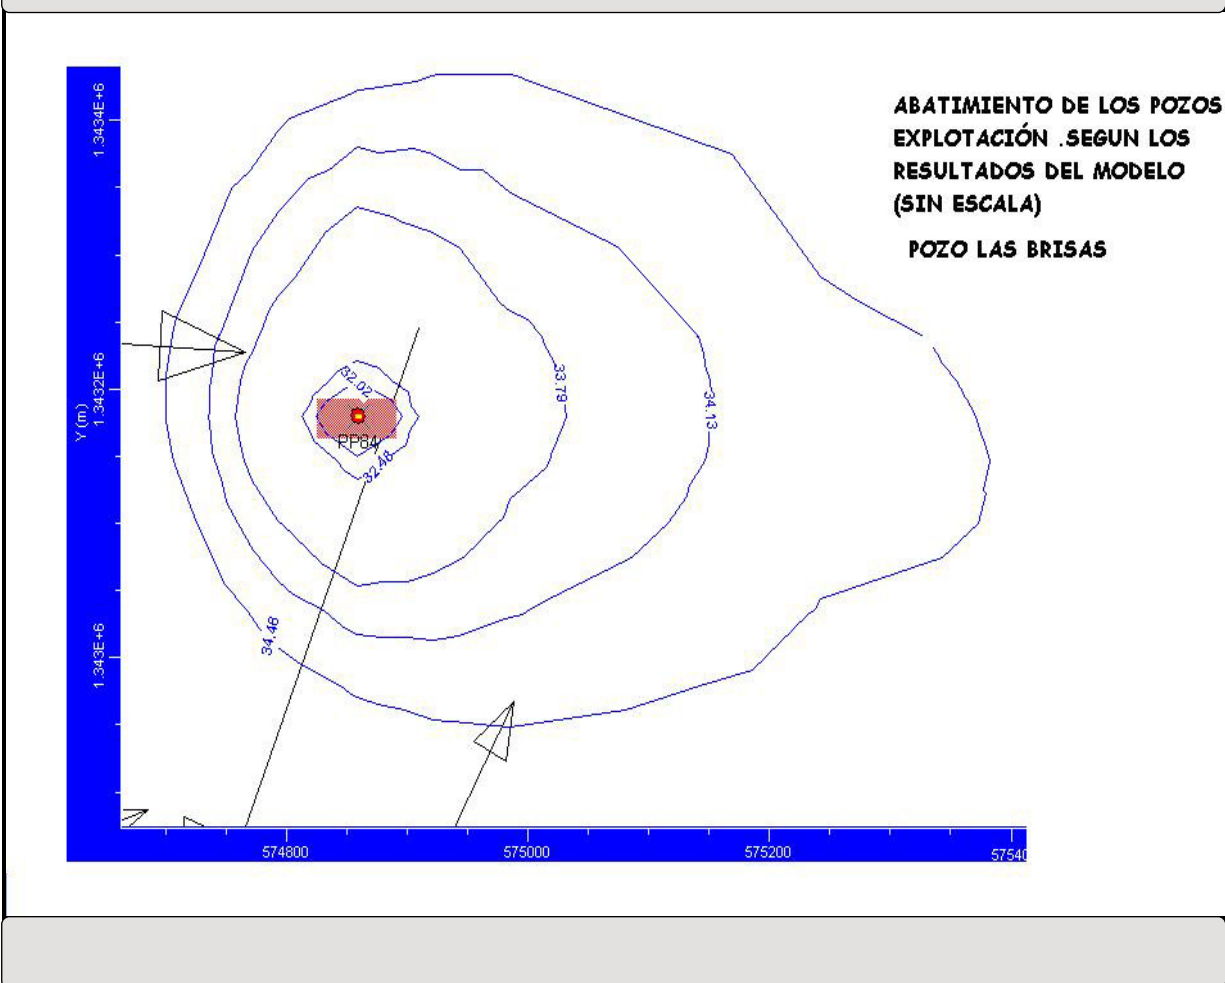 ABATIMIENTO DE LOS POZOS
EXPLOTACIÓN .SEGUN LOS
RESULTADOS DEL MODELO
(SIN ESCALA)
POZO LAS BRISAS
1.3434E+6
1.3432E+6
Y (m)
1.343E+6
32.02
PP84
32.48
33.79
34.13
34.46
574800
575000
575200
57540